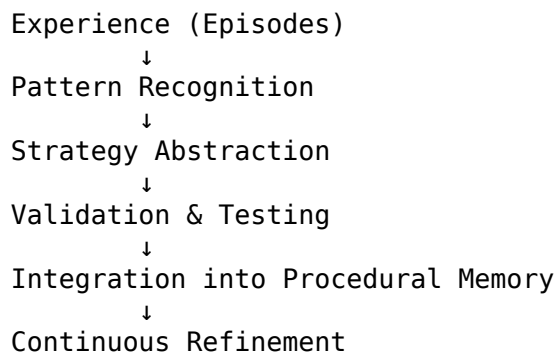 Experience (Episodes)
↓
Pattern Recognition
↓
Strategy Abstraction
↓
Validation & Testing
↓
Integration into Procedural Memory
↓
Continuous Refinement